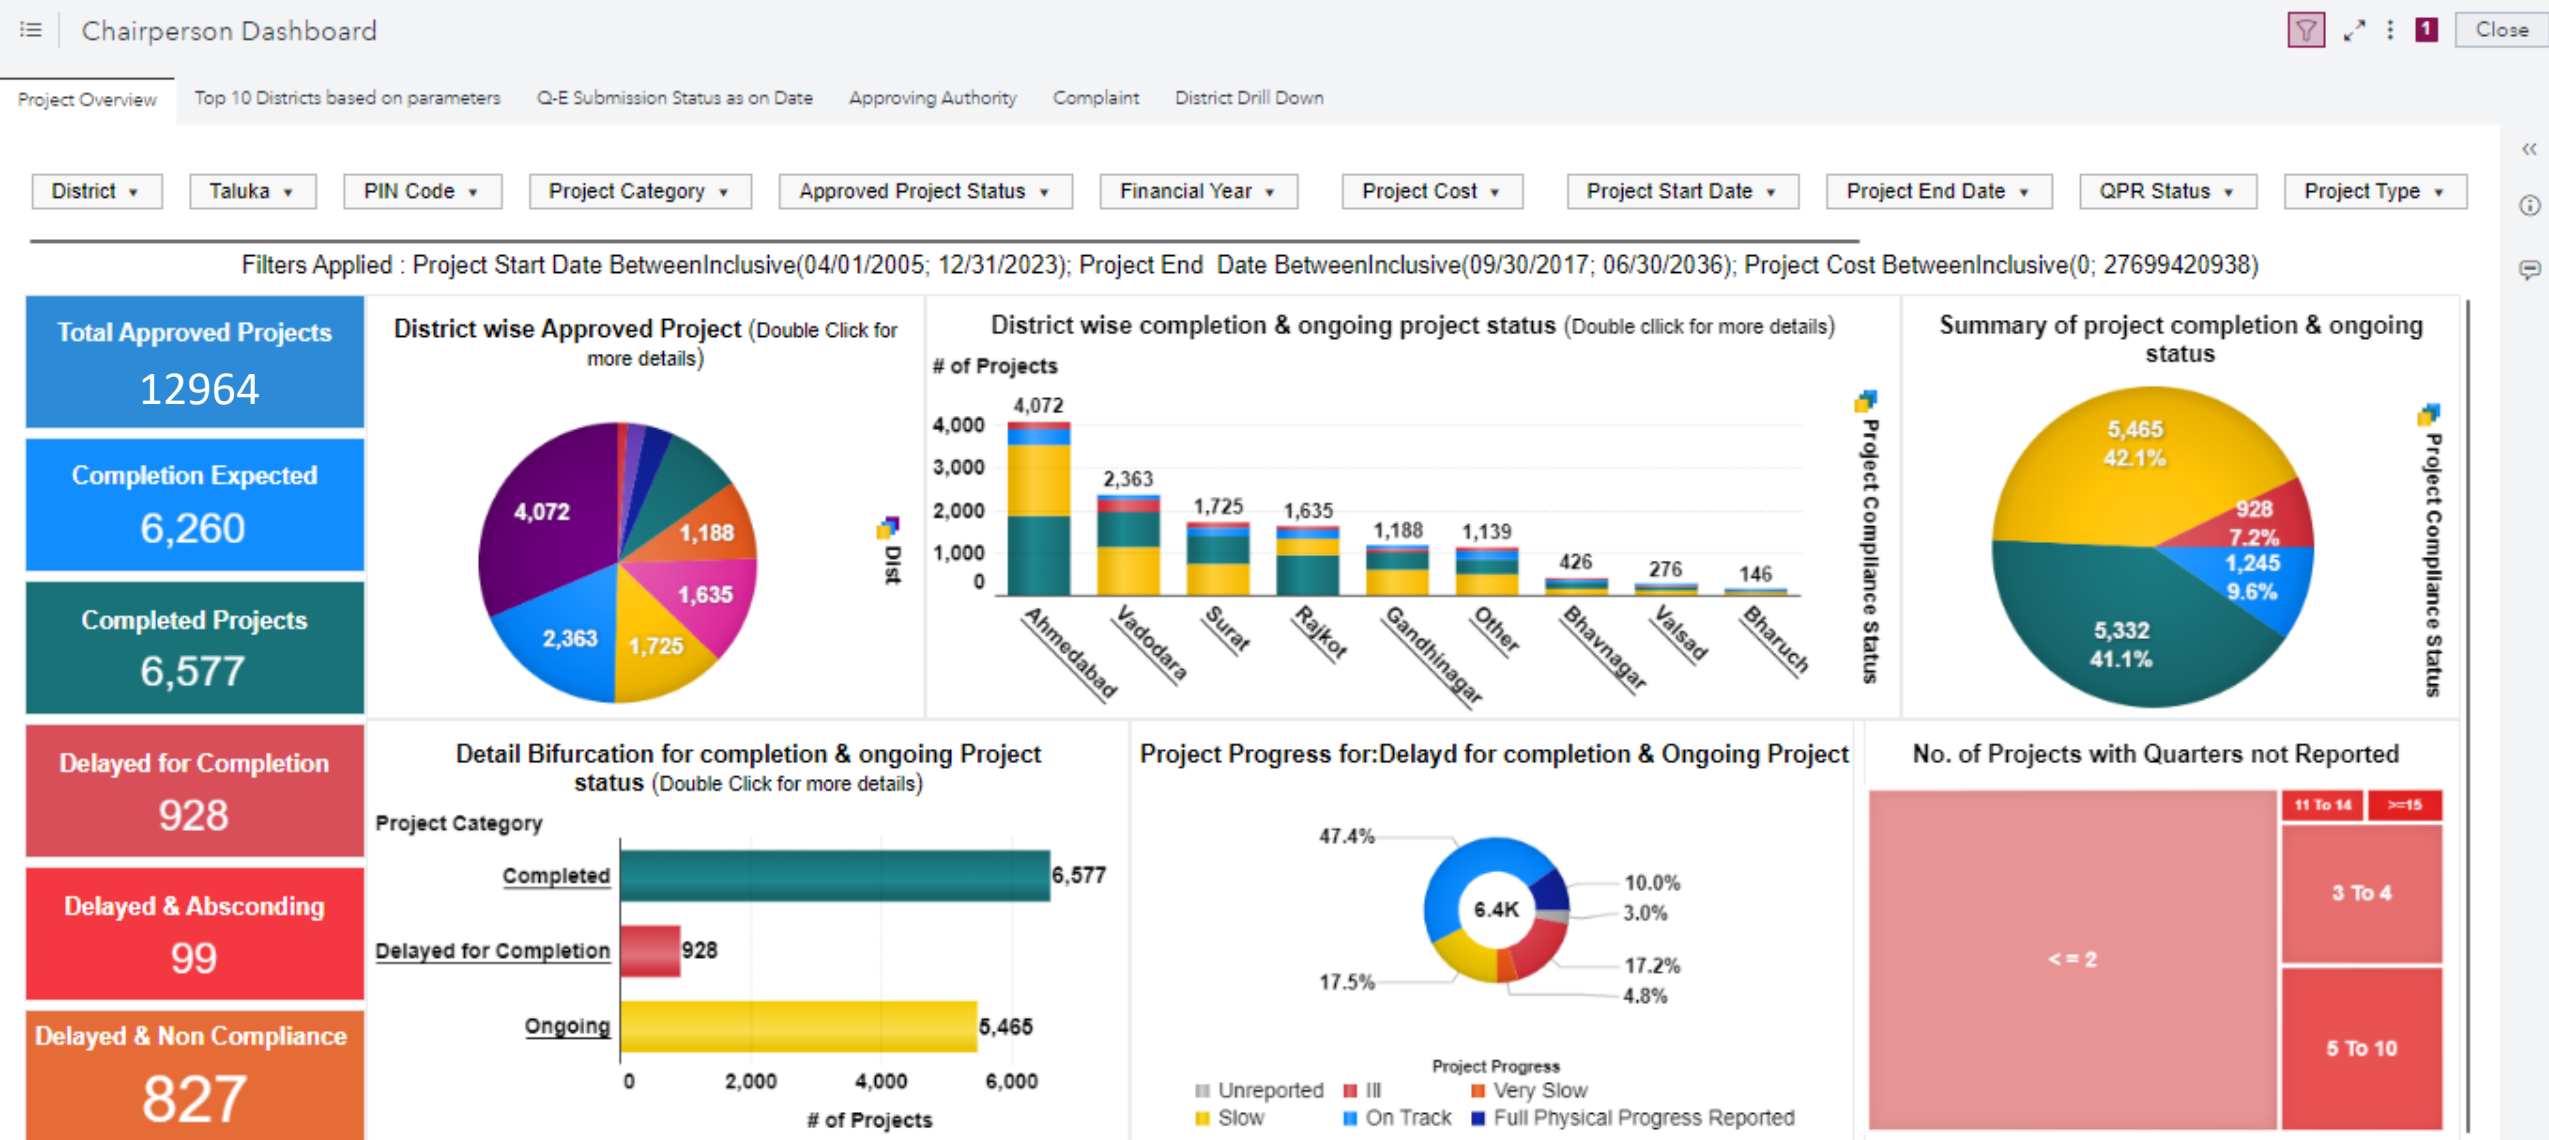 Chairperson Dashboard
1
Close
Project Overview
Top 10 Districts based on parameters
Q-E Submission Status as on Date
Approving Authority
Complaint
District Drill Down
District
Taluka
PIN Code
Project Category
Approved Project Status
Financial Year
Project Cost
Project Start Date
Project End Date
QPR Status
Project Type
Filters Applied : Project Start Date BetweenInclusive(04/01/2005; 12/31/2023); Project End Date BetweenInclusive(09/30/2017; 06/30/2036); Project Cost BetweenInclusive(0; 27699420938)
Total Approved Projects
12964
Completion Expected
6,260
Completed Projects
6,577
Delayed for Completion
928
Delayed & Absconding
99
Delayed & Non Compliance
827
District wise Approved Project (Double Click for
more details)
4,072
1,188
1,635
2,363
1,725
Dist
District wise completion & ongoing project status (Double cllick for more details)
# of Projects
4,000
3,000
2,000
1,000
0
4,072
2,363
1,725
1,635
1,188
1,139
426
276
146
Ahmedabad
Vadodara
Surat
Rajkot
Gandhinagar
Other
Bhavnagar
Valsad
Bharuch
Project Compliance Status
Summary of project completion & ongoing
status
5,465
42.1%
928
7.2%
1,245
9.6%
5,332
41.1%
Project Compliance Status
Detail Bifurcation for completion & ongoing Project
status (Double Click for more details)
Project Category
Completed
6,577
Delayed for Completion
928
Ongoing
5,465
0
2,000
4,000
6,000
# of Projects
Project Progress for:Delayd for completion & Ongoing Project
47.4%
10.0%
6.4K
3.0%
17.2%
17.5%
4.8%
Project Progress
Unreported
Ill
Very Slow
Slow
On Track
Full Physical Progress Reported
No. of Projects with Quarters not Reported
11 To 14
>=15
3 To 4
<= 2
5 To 10